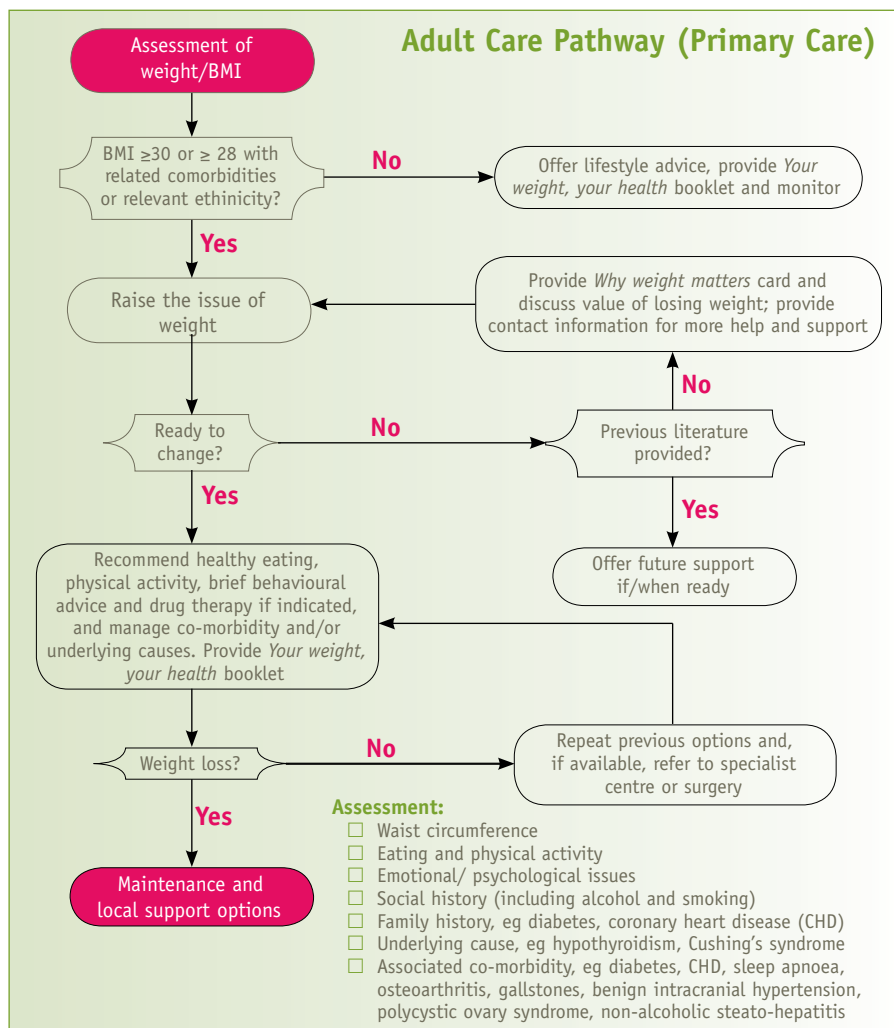 Adult Care Pathway (Primary Care)
Assessment of
weight/BMI
BMI ≥30 or ≥ 28 with
related comorbidities
or relevant ethinicity?
No
Offer lifestyle advice, provide Your
weight, your health booklet and monitor
Yes
Raise the issue of
weight
Provide Why weight matters card and
discuss value of losing weight; provide
contact information for more help and support
No
Ready to
change?
No
Previous literature
provided?
Yes
Yes
Offer future support
if/when ready
Recommend healthy eating,
physical activity, brief behavioural
advice and drug therapy if indicated,
and manage co-morbidity and/or
underlying causes. Provide Your weight,
your health booklet
Weight loss?
No
Repeat previous options and,
if available, refer to specialist
centre or surgery
Yes
Maintenance and
local support options
Assessment:
Waist circumference
Eating and physical activity
Emotional/ psychological issues
Social history (including alcohol and smoking)
Family history, eg diabetes, coronary heart disease (CHD)
Underlying cause, eg hypothyroidism, Cushing's syndrome
Associated co-morbidity, eg diabetes, CHD, sleep apnoea,
osteoarthritis, gallstones, benign intracranial hypertension,
polycystic ovary syndrome, non-alcoholic steato-hepatitis